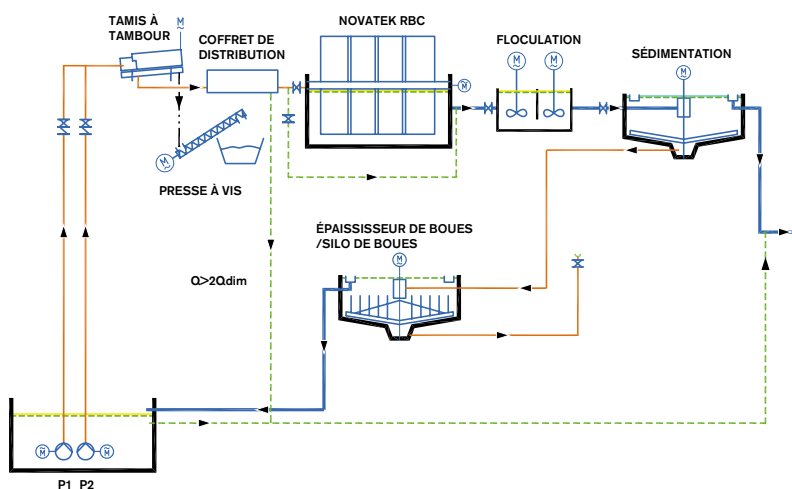 TAMIS À
TAMBOUR
M
COFFRET DE
DISTRIBUTION
NOVATEK RBC
M
FLOCULATION
M
M
SÉDIMENTATION
M
M
PRESSE À VIS
ÉPAISSISSEUR DE BOUES
/SILO DE BOUES
M
Q>2Qdim
M
M
P1 P2